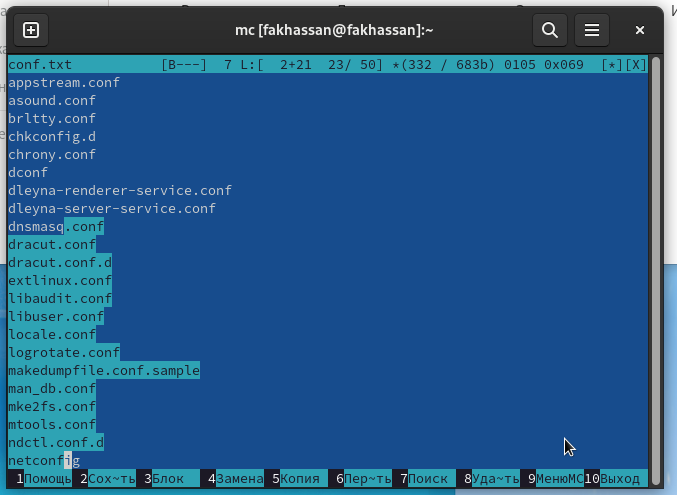 mc [fakhassan@fakhassan]:~
conf.txt [B---] 7 L:[ 2+21 23/ 50] *(332 / 683b) 0105 0x069 [*][X]
appstream.conf
asound.conf
brltty.conf
chkconfig.d
chrony.conf
dconf
dleyna-renderer-service.conf
dleyna-server-service.conf
dnsmasq.conf
dracut.conf
dracut.conf.d
extlinux.conf
libaudit.conf
libuser.conf
locale.conf
logrotate.conf
makedumpfile.conf.sample
man_db.conf
mke2fs.conf
mtools.conf
ndctl.conf.d
netconfig
1Помощь 2Сох~ть 3Блок 4Замена 5Копия 6Пер~ть 7Поиск 8Уда~ть 9МенюMC 10Выход